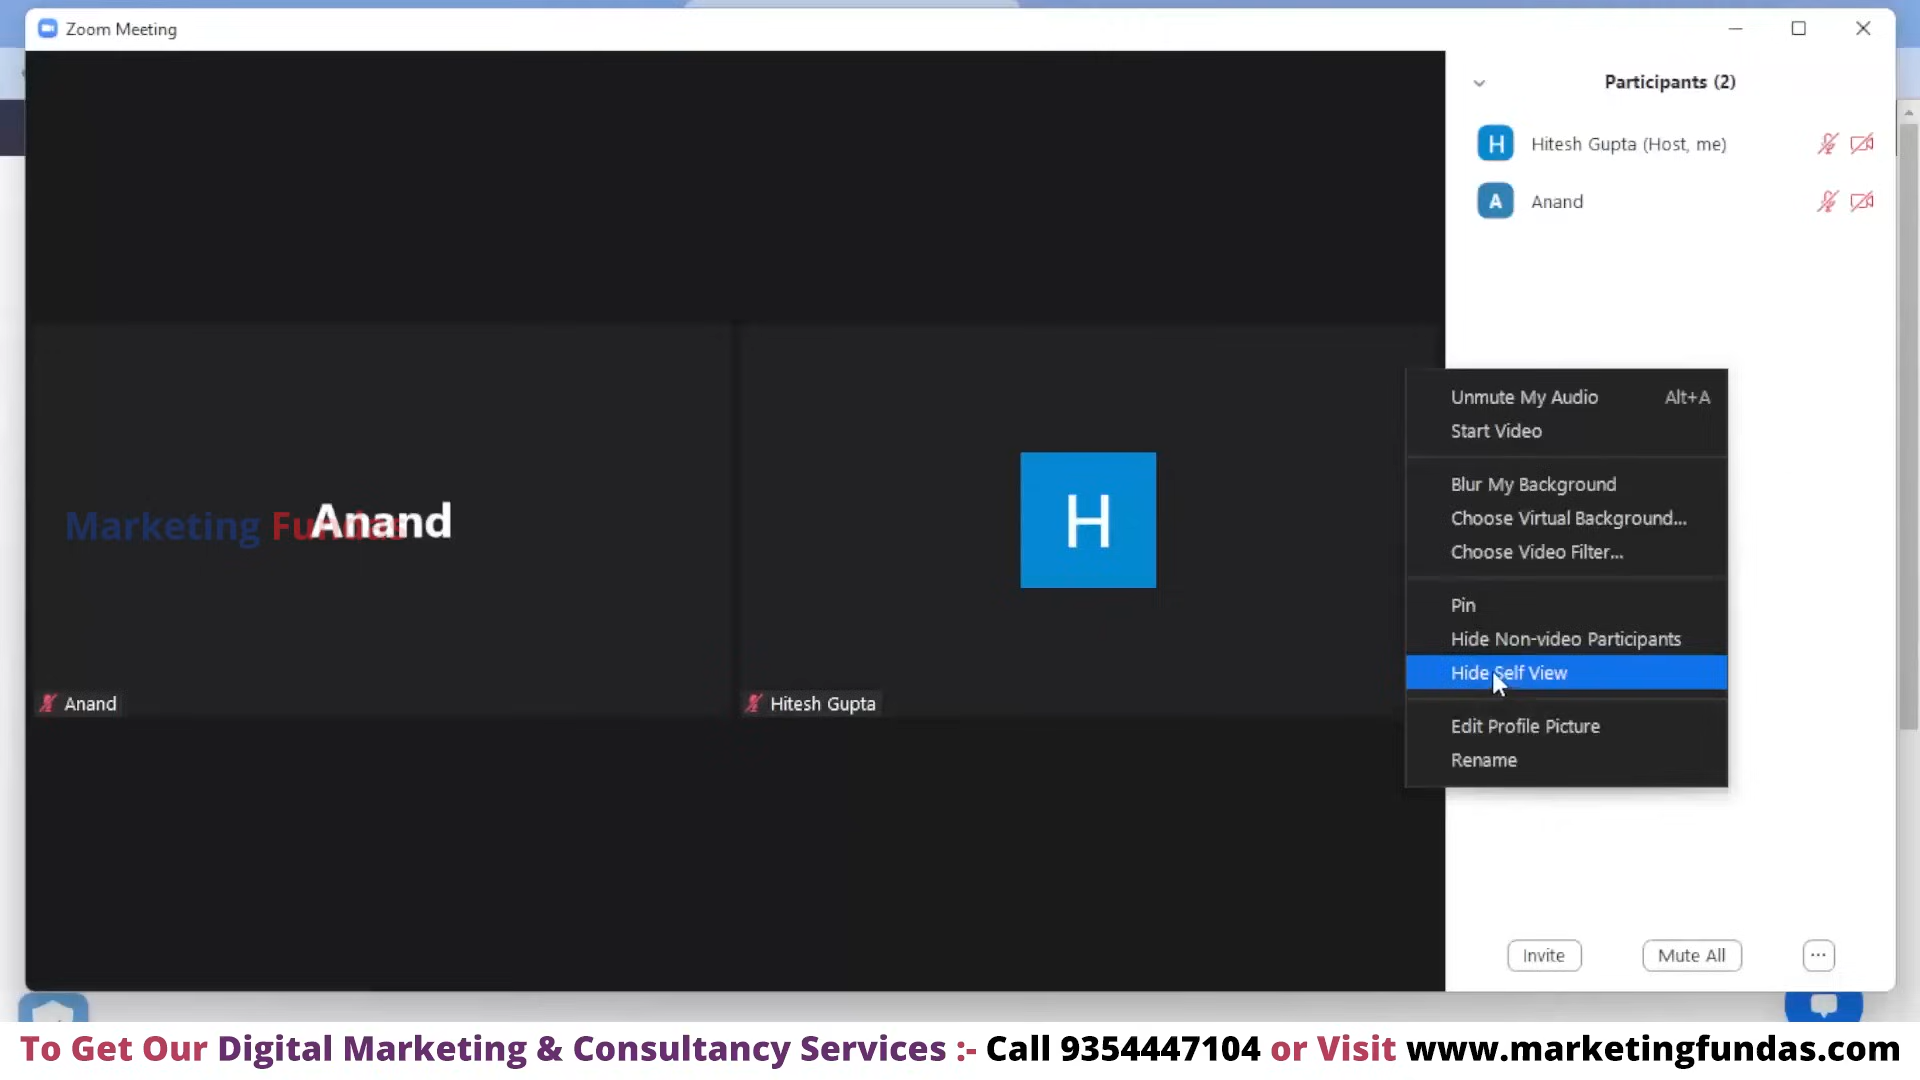 Zoom Meeting
Participants (2)
H Hitesh Gupta (Host, me)
A Anand
Marketing Fundas
Anand
H
Anand
Hitesh Gupta
Unmute My Audio Alt+A
Start Video
Blur My Background
Choose Virtual Background...
Choose Video Filter...
Pin
Hide Non-video Participants
Hide Self View
Edit Profile Picture
Rename
Invite
Mute All
...
To Get Our Digital Marketing & Consultancy Services :- Call 9354447104 or Visit www.marketingfundas.com